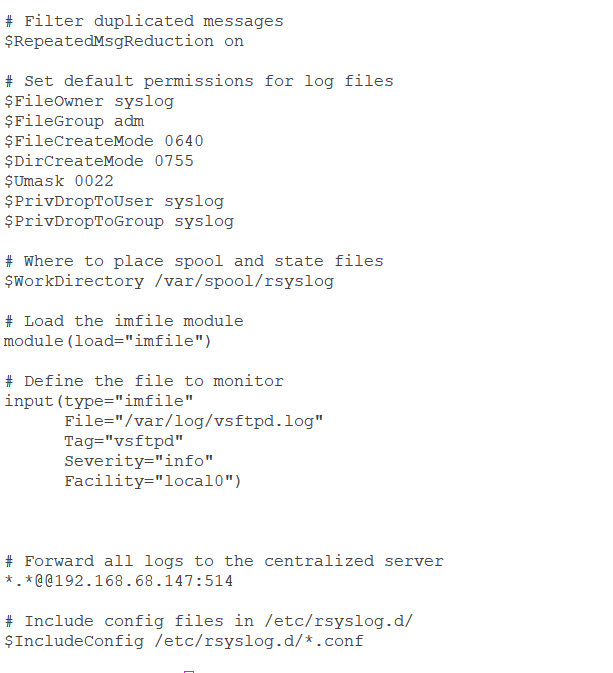 # Filter duplicated messages
$RepeatedMsgReduction on
# Set default permissions for log files
$FileOwner syslog
$FileGroup adm
$FileCreateMode 0640
$DirCreateMode 0755
$Umask 0022
$PrivDropToUser syslog
$PrivDropToGroup syslog
# Where to place spool and state files
$WorkDirectory /var/spool/rsyslog
# Load the imfile module
module(load="imfile")
# Define the file to monitor
input(type="imfile"
      File="/var/log/vsftpd.log"
      Tag="vsftpd"
      Severity="info"
      Facility="local0")
# Forward all logs to the centralized server
*.*@@192.168.68.147:514
# Include config files in /etc/rsyslog.d/
$IncludeConfig /etc/rsyslog.d/*.conf